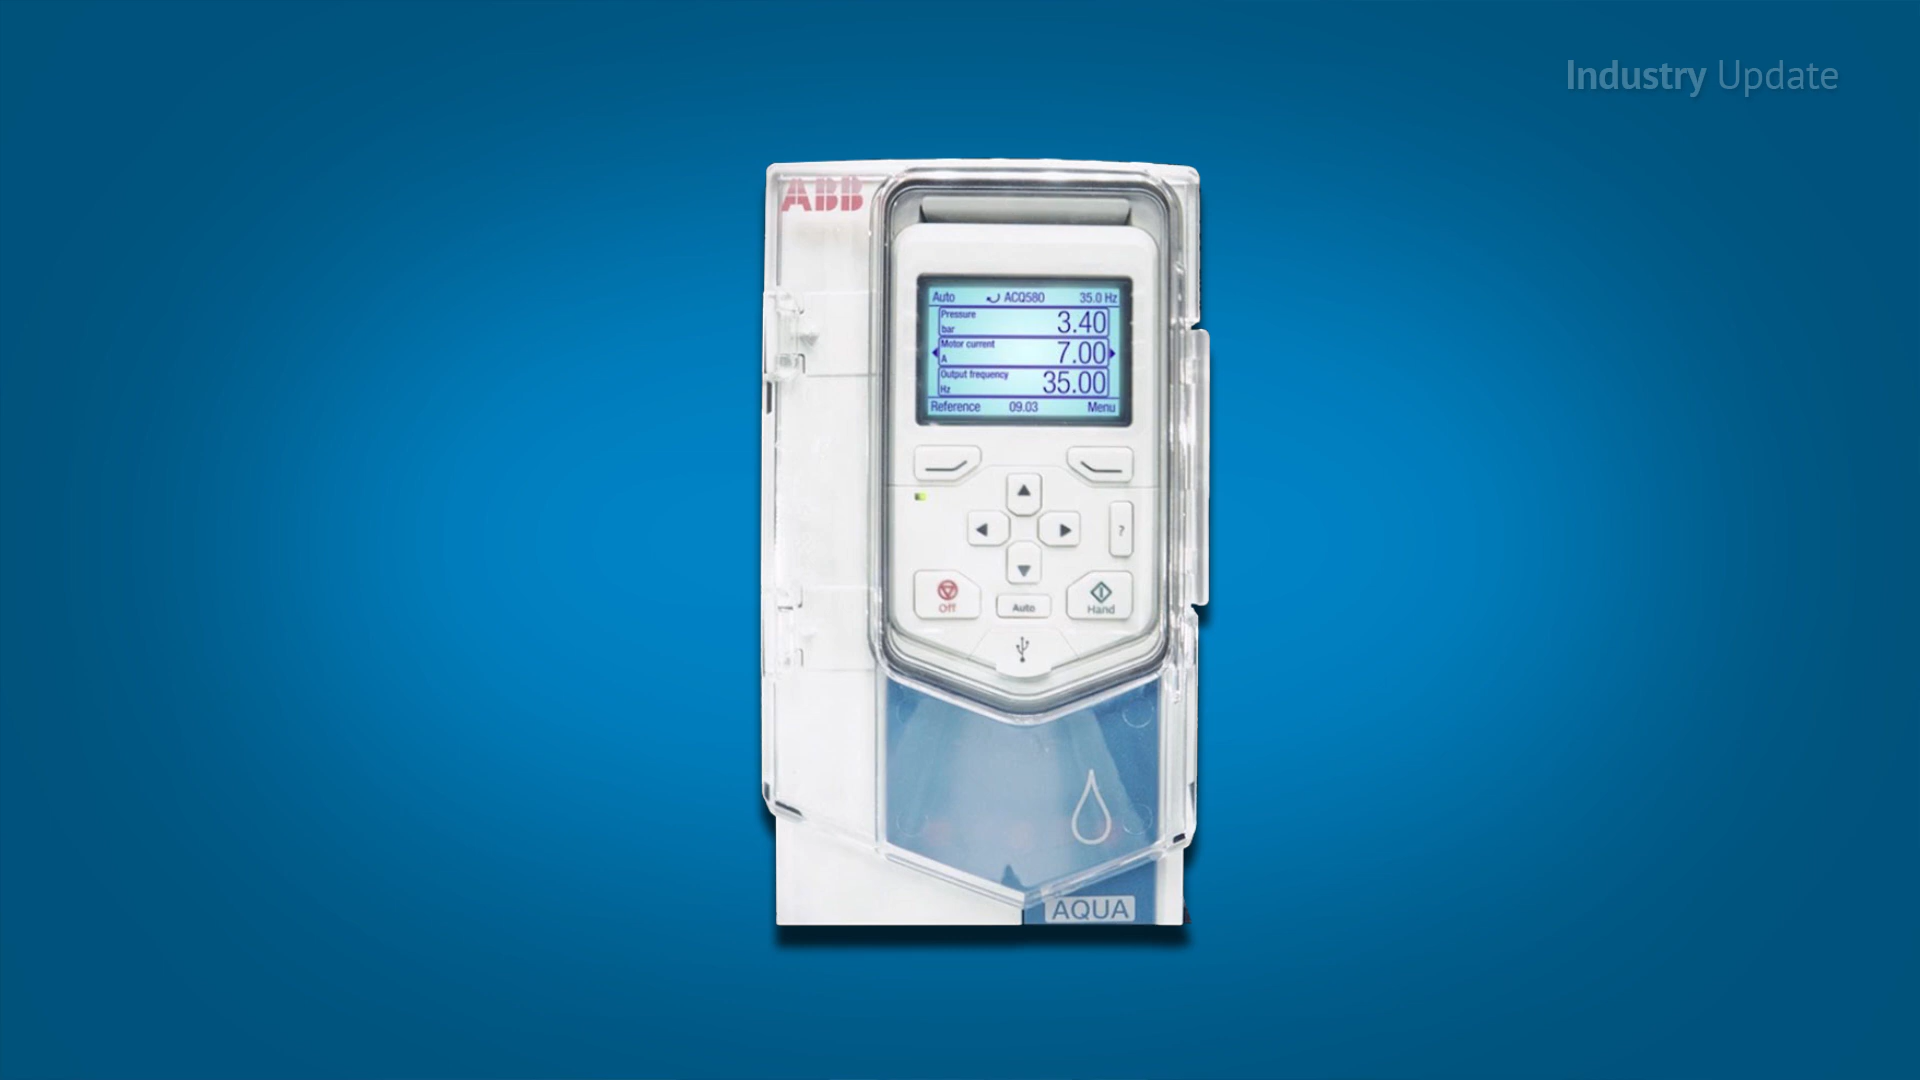 Industry Update
ABB
Auto ACQ580 35.0 Hz
Pressure
bar 3.40
Motor current
A 7.00
Output frequency
Hz 35.00
Reference 09.03 Menu
?
Off Auto Hand
AQUA